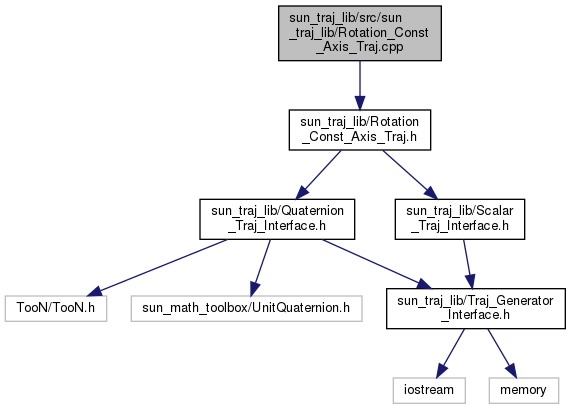 sun_traj_lib/src/sun
_traj_lib/Rotation_Const
_Axis_Traj.cpp
sun_traj_lib/Rotation
_Const_Axis_Traj.h
sun_traj_lib/Quaternion
_Traj_Interface.h
sun_traj_lib/Scalar
_Traj_Interface.h
TooN/TooN.h
sun_math_toolbox/UnitQuaternion.h
sun_traj_lib/Traj_Generator
_Interface.h
iostream
memory